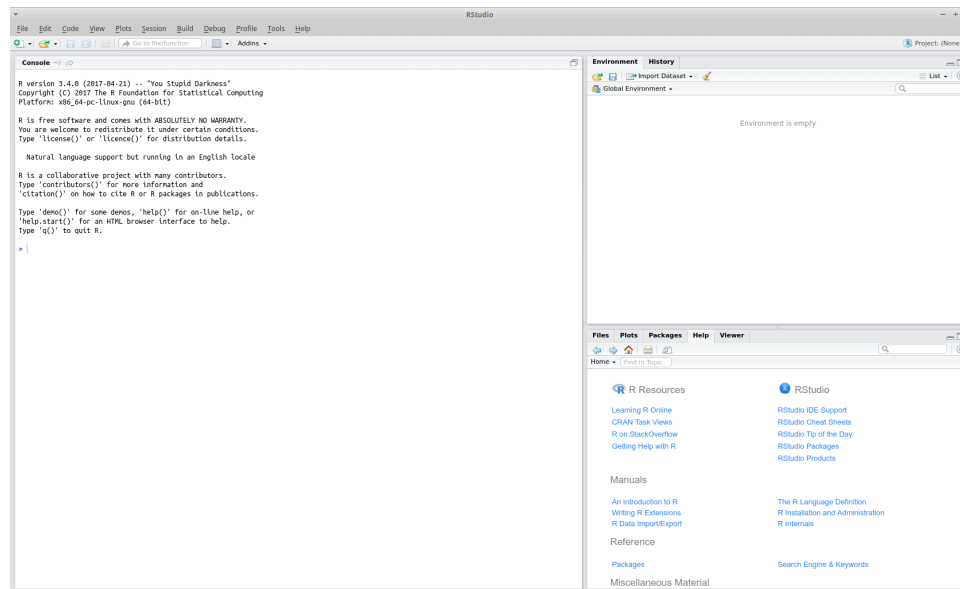 RStudio
File Edit Code View Plots Session Build Debug Profile Tools Help
Go to file/function Addins Project: (None
Console ~/
R version 3.4.0 (2017-04-21) -- "You Stupid Darkness"
Copyright (C) 2017 The R Foundation for Statistical Computing
Platform: x86_64-pc-linux-gnu (64-bit)
R is free software and comes with ABSOLUTELY NO WARRANTY.
You are welcome to redistribute it under certain conditions.
Type 'license()' or 'licence()' for distribution details.
Natural language support but running in an English locale
R is a collaborative project with many contributors.
Type 'contributors()' for more information and
'citation()' on how to cite R or R packages in publications.
Type 'demo()' for some demos, 'help()' for on-line help, or
'help.start()' for an HTML browser interface to help.
Type 'q()' to quit R.
>
Environment History
Import Dataset List
Global Environment
Environment is empty
Files Plots Packages Help Viewer
Home Find in Topic
R Resources RStudio
Learning R Online RStudio IDE Support
CRAN Task Views RStudio Cheat Sheets
R on StackOverflow RStudio Tip of the Day
Getting Help with R RStudio Packages
RStudio Products
Manuals
An Introduction to R The R Language Definition
Writing R Extensions R Installation and Administration
R Data Import/Export R Internals
Reference
Packages Search Engine & Keywords
Miscellaneous Material